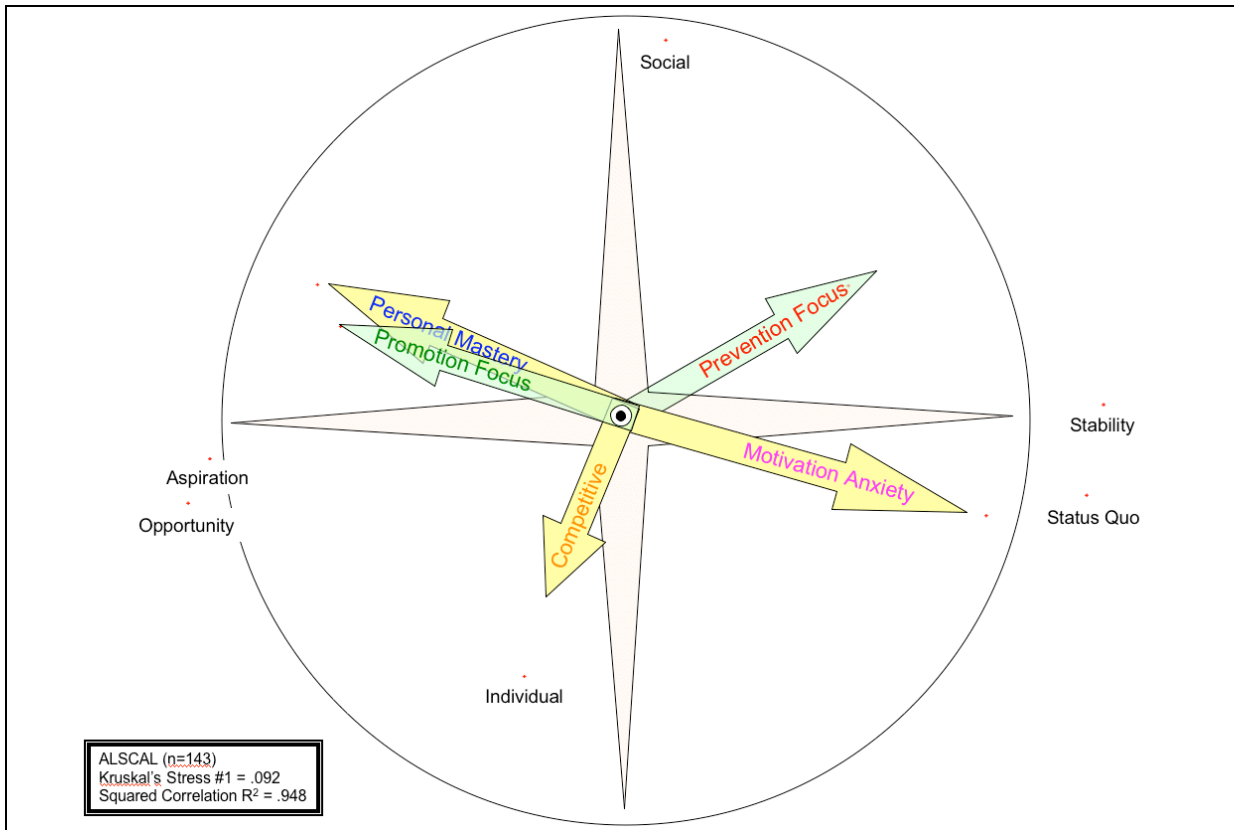 Social
Personal Mastery
Promotion Focus
Prevention Focus
Stability
Aspiration
Motivation Anxiety
Competitive
Opportunity
Status Quo
Individual
ALSCAL (n=143)
Kruskal's Stress #1 = .092
Squared Correlation R² = .948